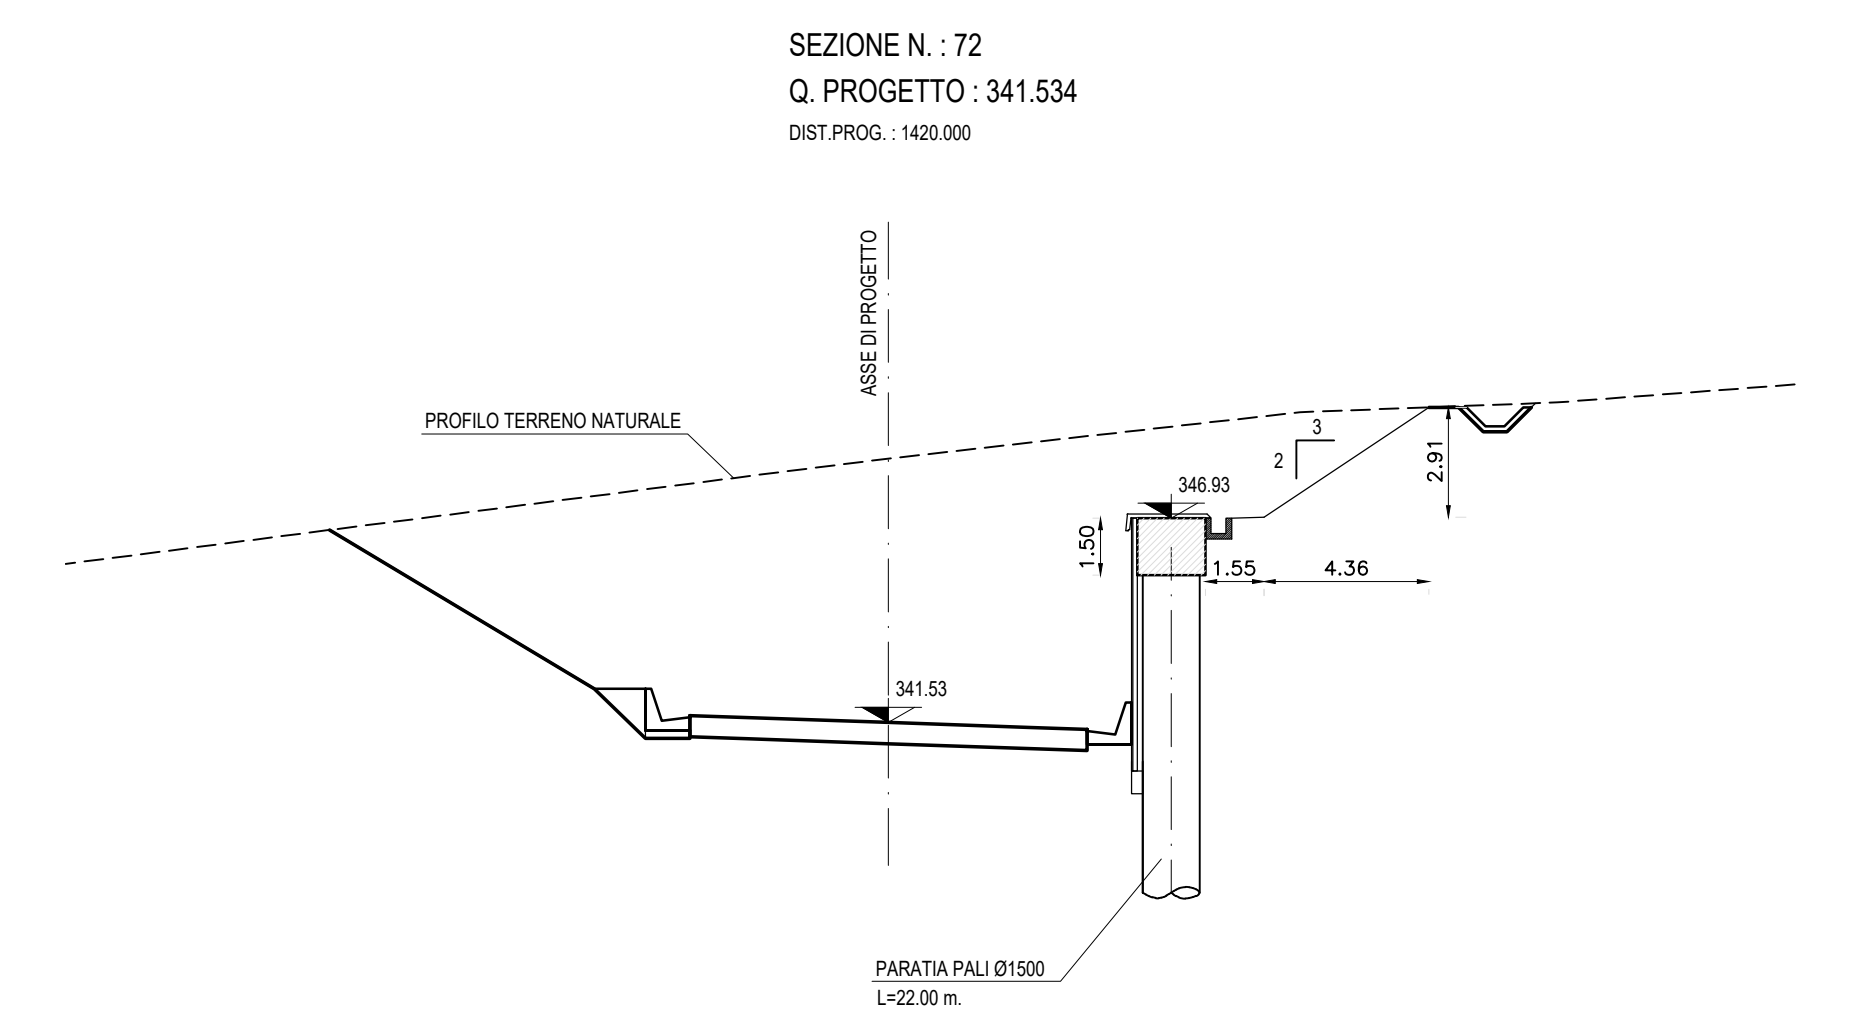 SEZIONE N. : 72
Q. PROGETTO : 341.534
DIST.PROG. : 1420.000
ASSE DI PROGETTO
PROFILO TERRENO NATURALE
3
2
2.91
346.93
1.50
1.55
4.36
341.53
PARATIA PALI Ø1500
L=22.00 m.